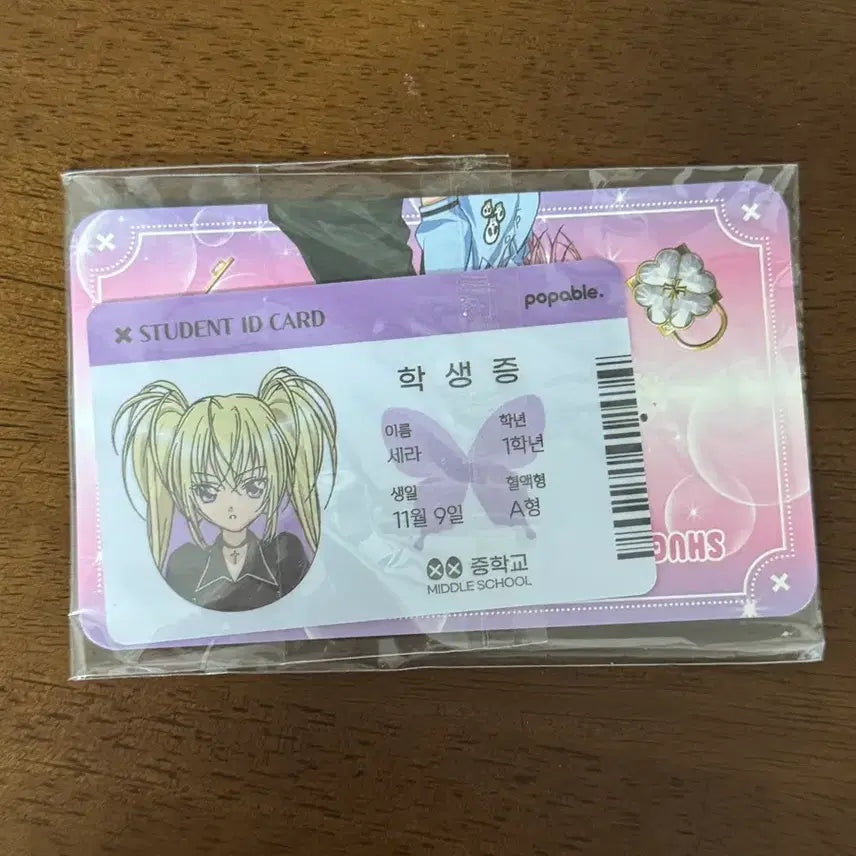 STUDENT ID CARD
popable.
학생증
이름
세라
학년
1학년
생일
11월 9일
혈액형
A형
중학교
MIDDLE SCHOOL
SHUG